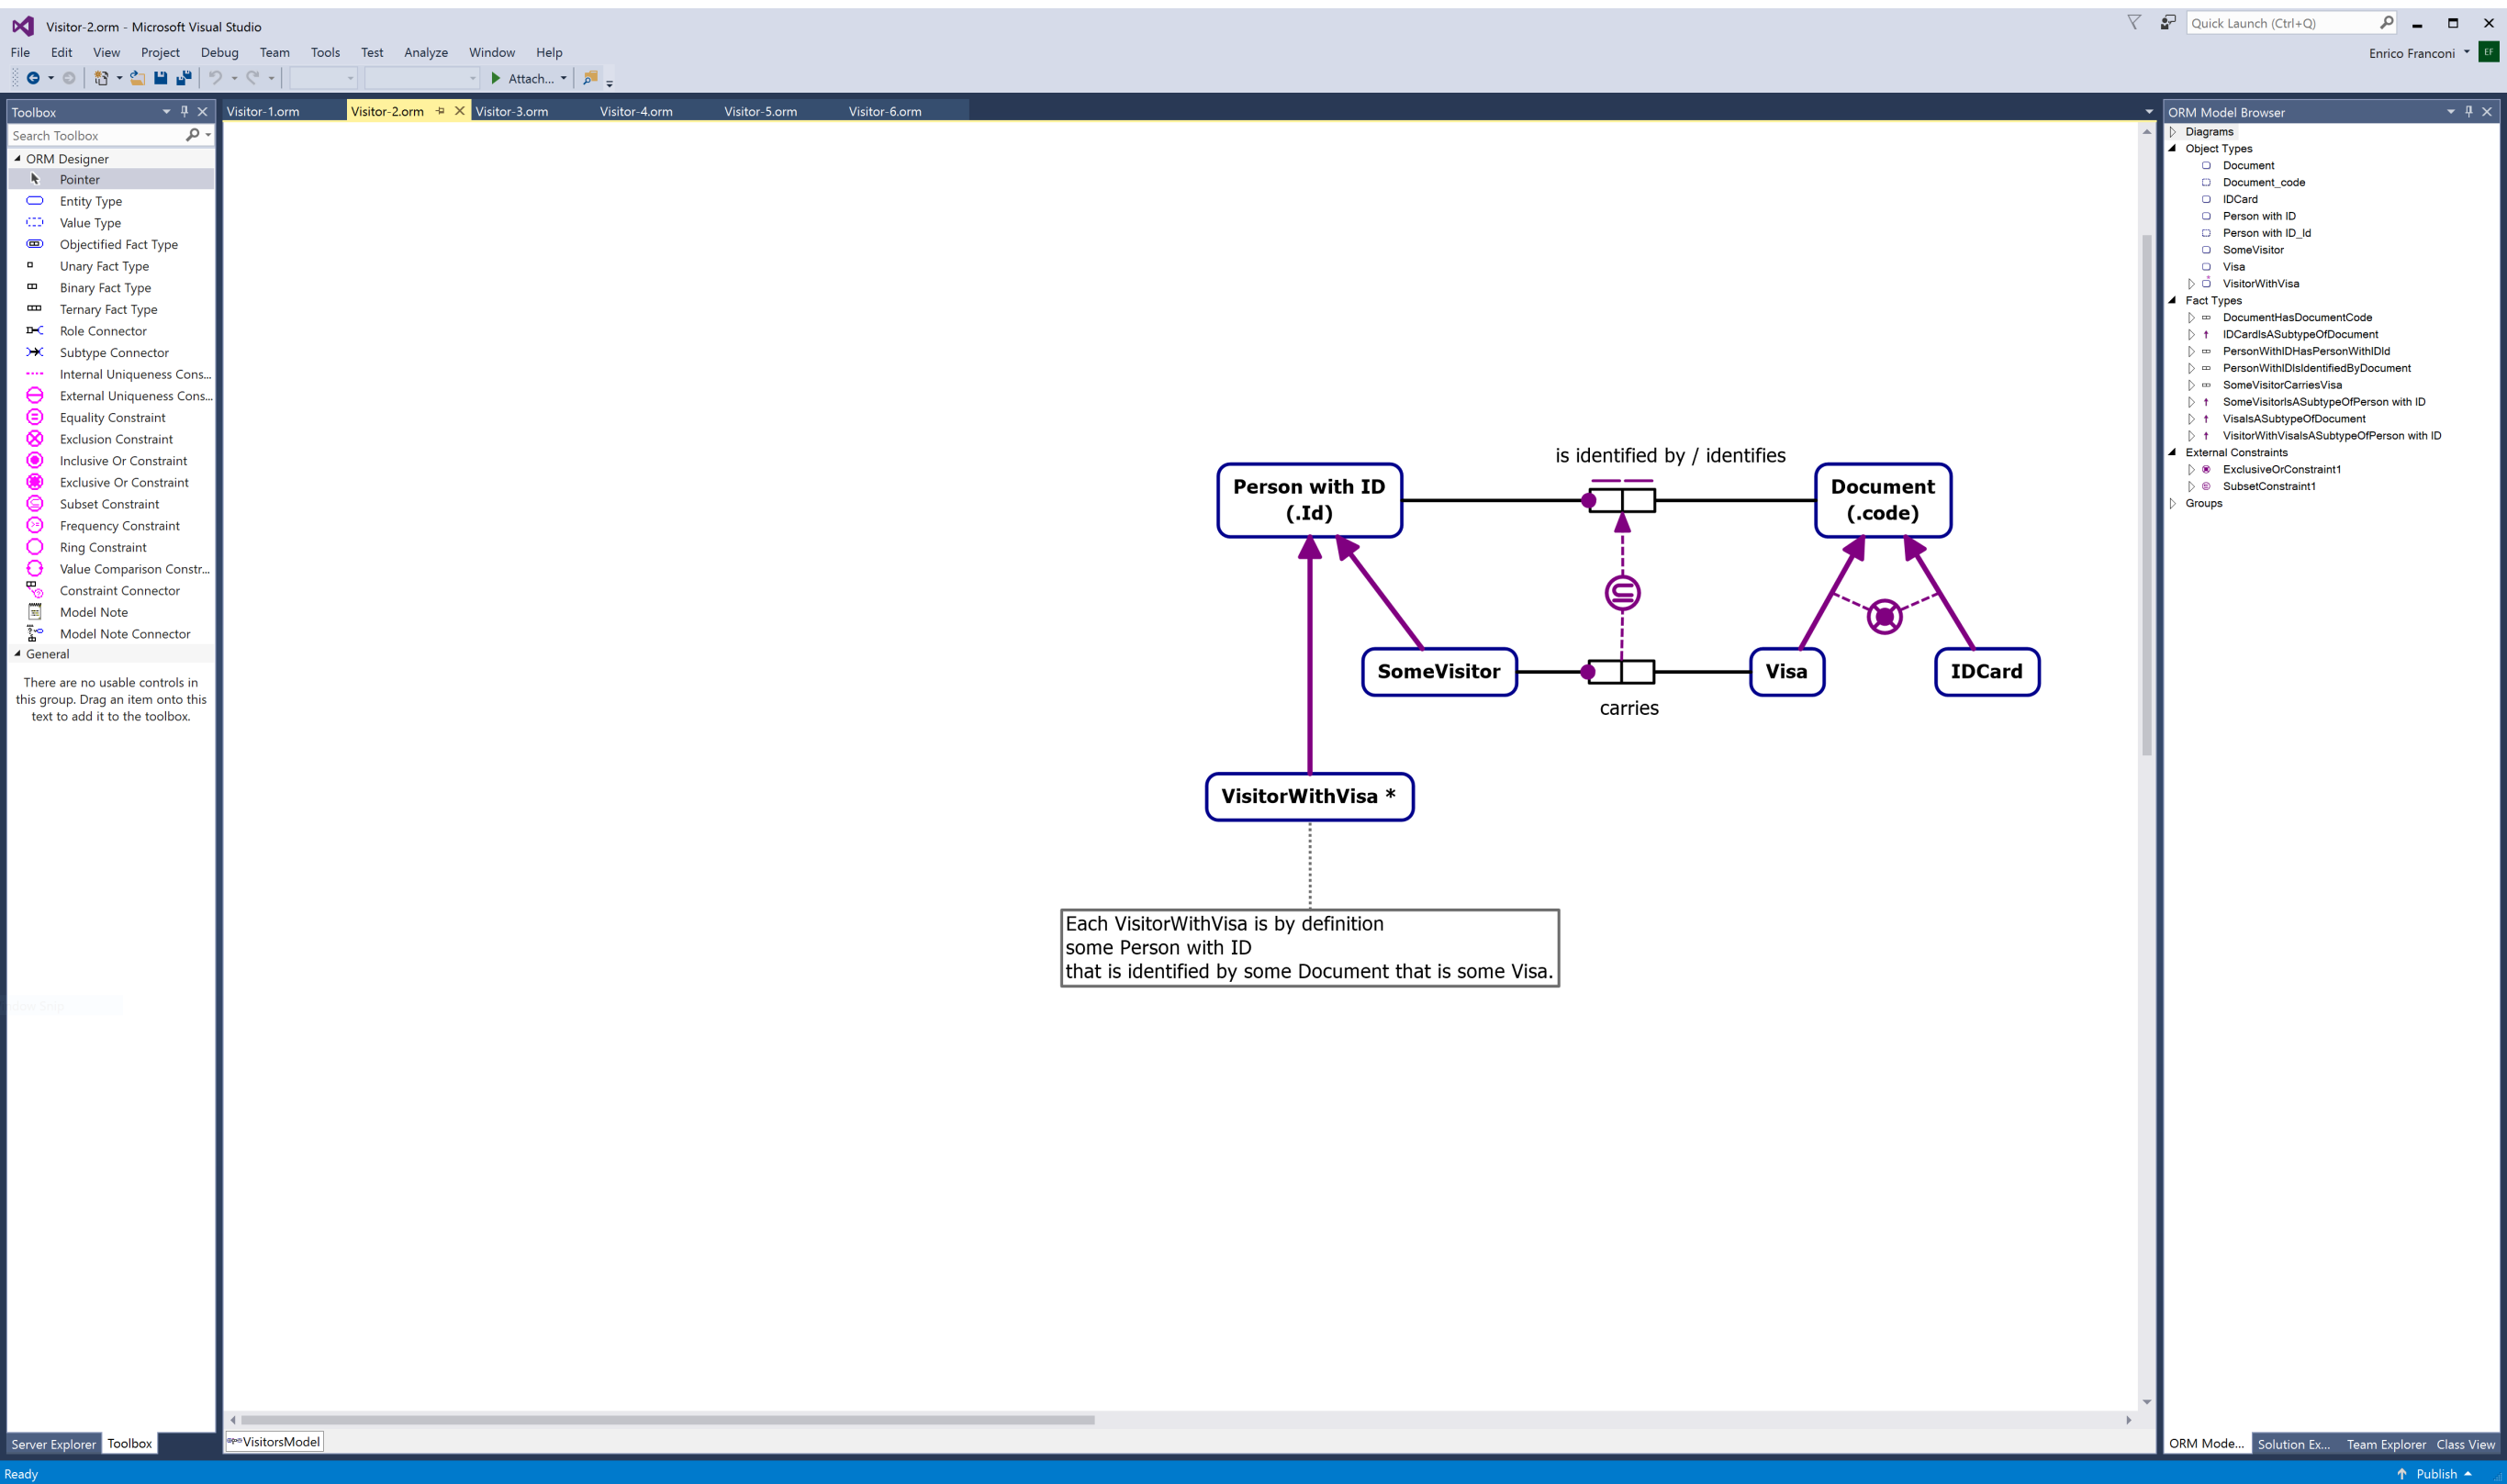 Visitor-2.orm - Microsoft Visual Studio
Quick Launch (Ctrl+Q)
File Edit View Project Debug Team Tools Test Analyze Window Help
Enrico Franconi EF
Attach...
Toolbox
Search Toolbox
ORM Designer
Pointer
Entity Type
Value Type
Objectified Fact Type
Unary Fact Type
Binary Fact Type
Ternary Fact Type
Role Connector
Subtype Connector
Internal Uniqueness Cons...
External Uniqueness Cons...
Equality Constraint
Exclusion Constraint
Inclusive Or Constraint
Exclusive Or Constraint
Subset Constraint
Frequency Constraint
Ring Constraint
Value Comparison Constr...
Constraint Connector
Model Note
Model Note Connector
General
There are no usable controls in
this group. Drag an item onto this
text to add it to the toolbox.
Server Explorer Toolbox
Visitor-1.orm Visitor-2.orm Visitor-3.orm Visitor-4.orm Visitor-5.orm Visitor-6.orm
is identified by / identifies
Person with ID
(.Id)
Document
(.code)
SomeVisitor
Visa
IDCard
carries
VisitorWithVisa *
Each VisitorWithVisa is by definition
some Person with ID
that is identified by some Document that is some Visa.
VisitorsModel
ORM Model Browser
Diagrams
Object Types
Document
Document_code
IDCard
Person with ID
Person with ID_Id
SomeVisitor
Visa
VisitorWithVisa
Fact Types
DocumentHasDocumentCode
IDCardIsASubtypeOfDocument
PersonWithIDHasPersonWithIDId
PersonWithIDIsIdentifiedByDocument
SomeVisitorCarriesVisa
SomeVisitorIsASubtypeOfPerson with ID
VisaIsASubtypeOfDocument
VisitorWithVisaIsASubtypeOfPerson with ID
External Constraints
ExclusiveOrConstraint1
SubsetConstraint1
Groups
ORM Mode... Solution Ex... Team Explorer Class View
Ready
Publish